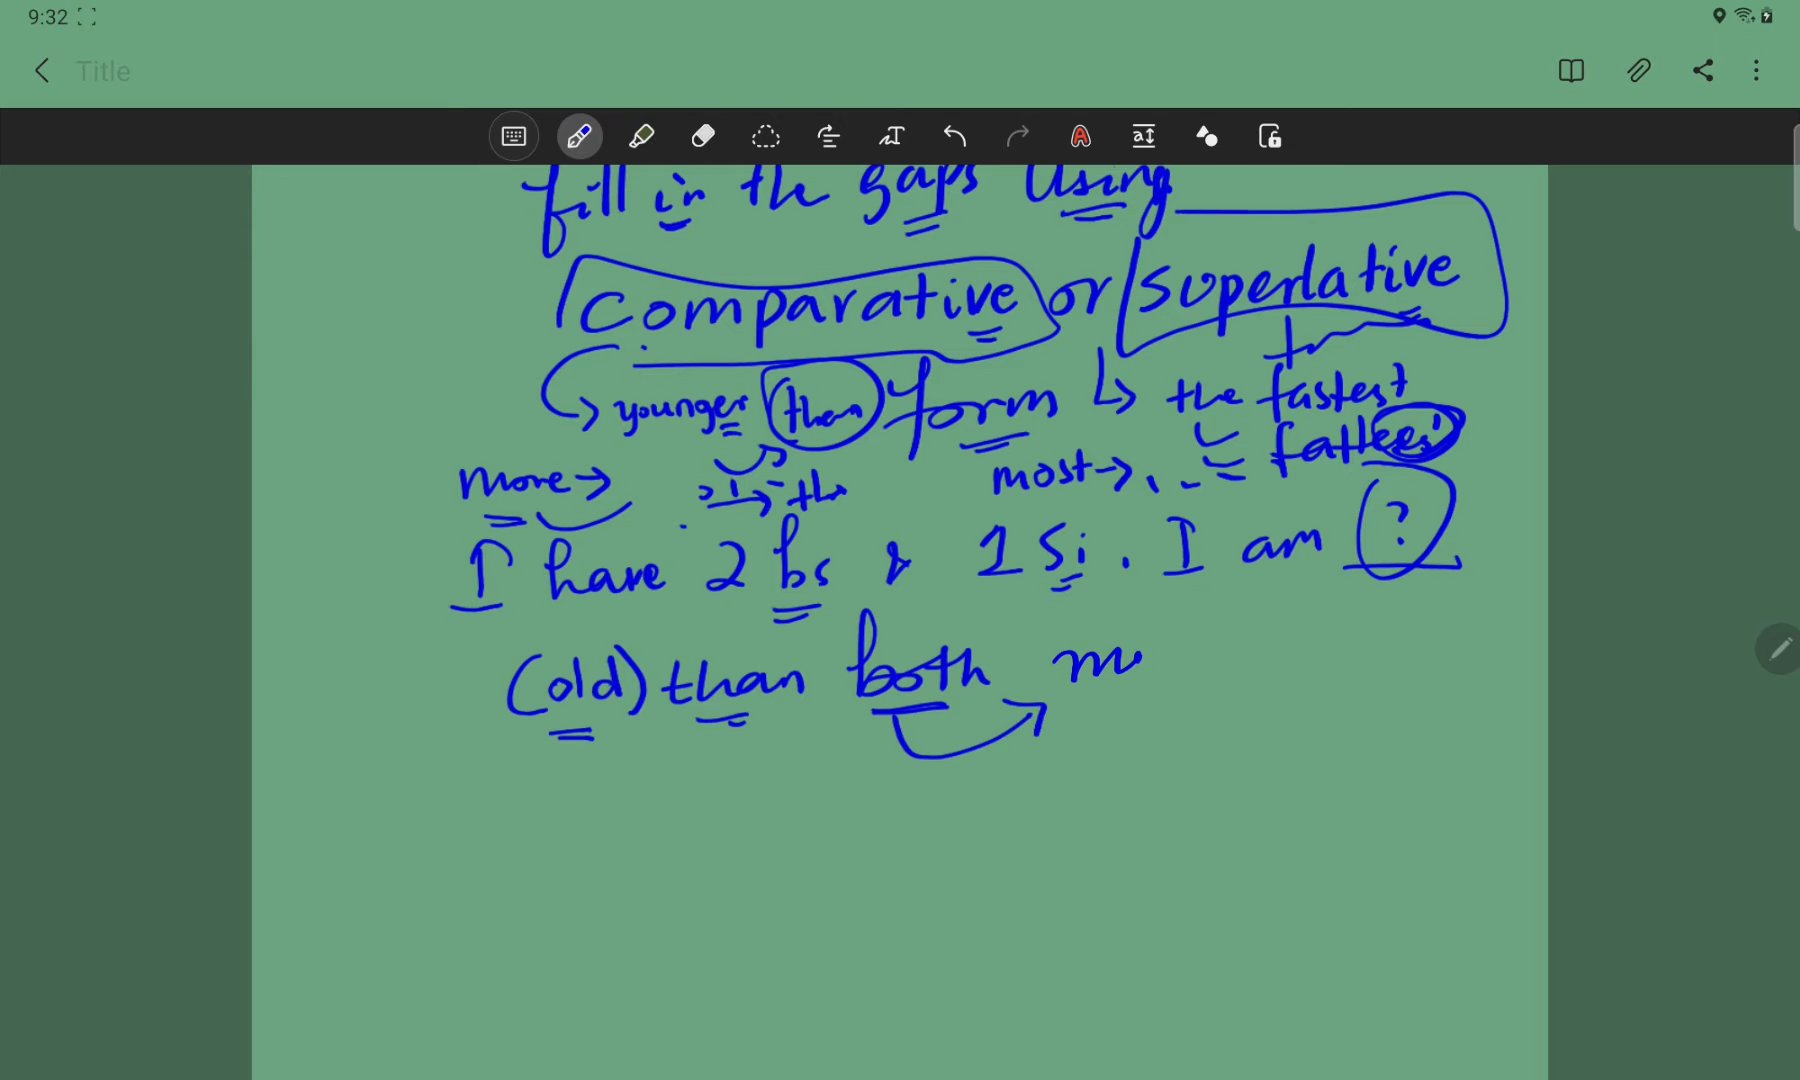 9:32
Title
fill in the gaps using
Comparative or superlative
younger than form the fastest
more most
I have 2 bs & 1 Si. I am ?
(old) than both m